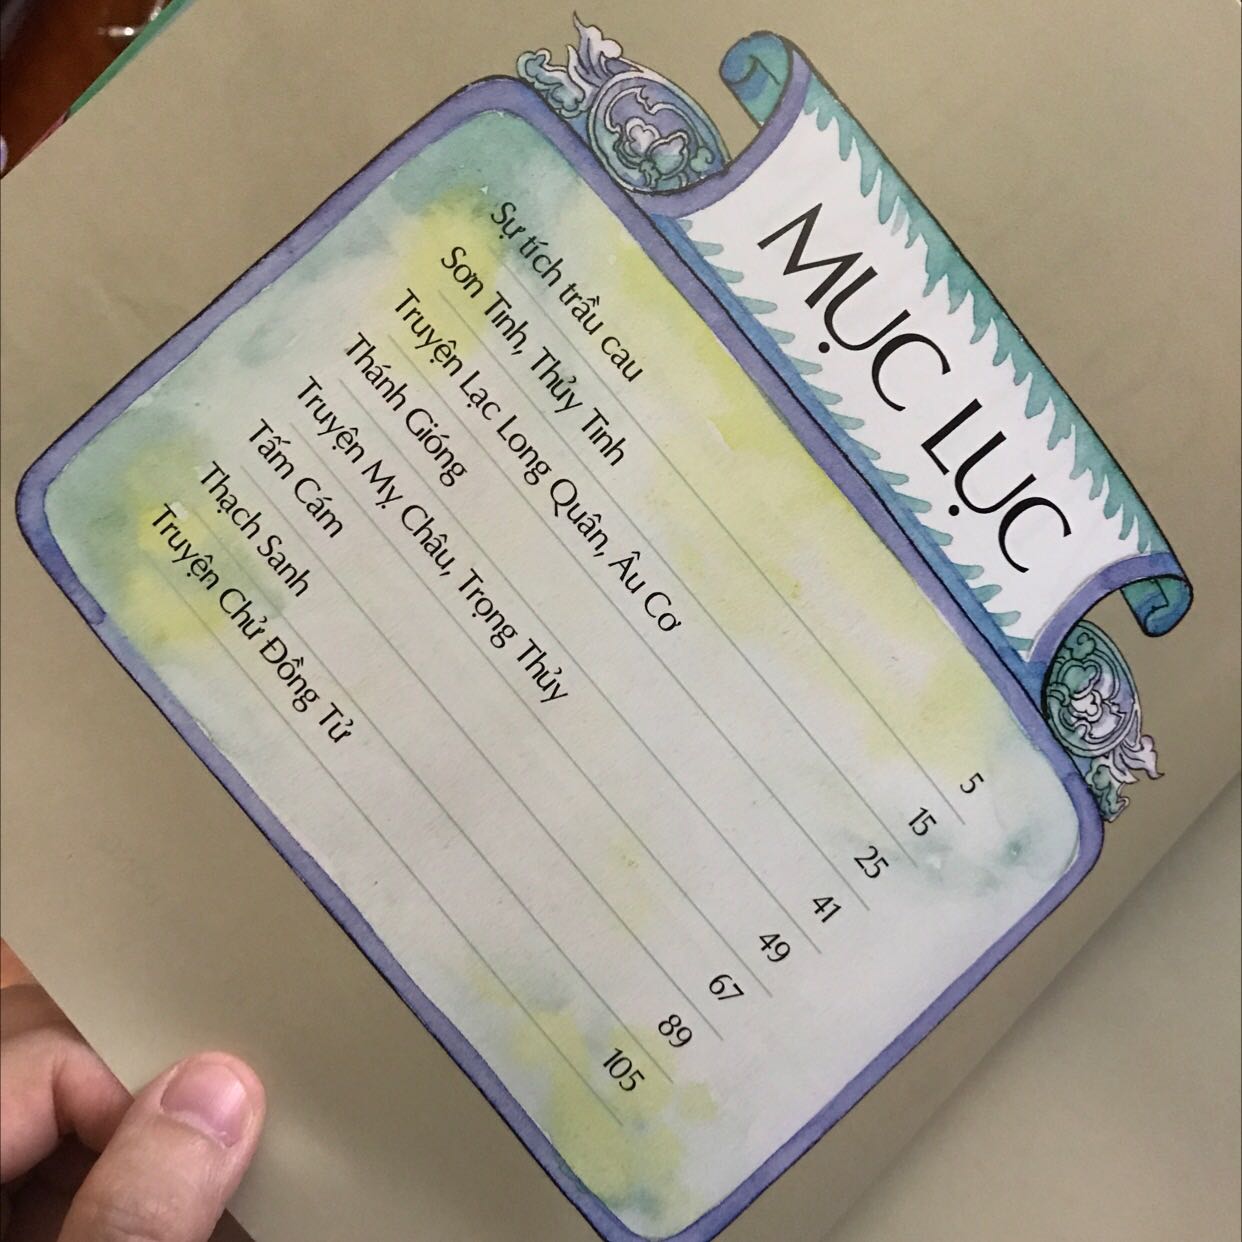 MỤC LỤC
Sự tích trầu cau 5
Sơn Tinh, Thủy Tinh 15
Truyện Lạc Long Quân, Âu Cơ 25
Thánh Gióng 41
Truyện Mỵ Châu, Trọng Thủy 49
Tấm Cám 67
Thạch Sanh 89
Truyện Chử Đồng Tử 105